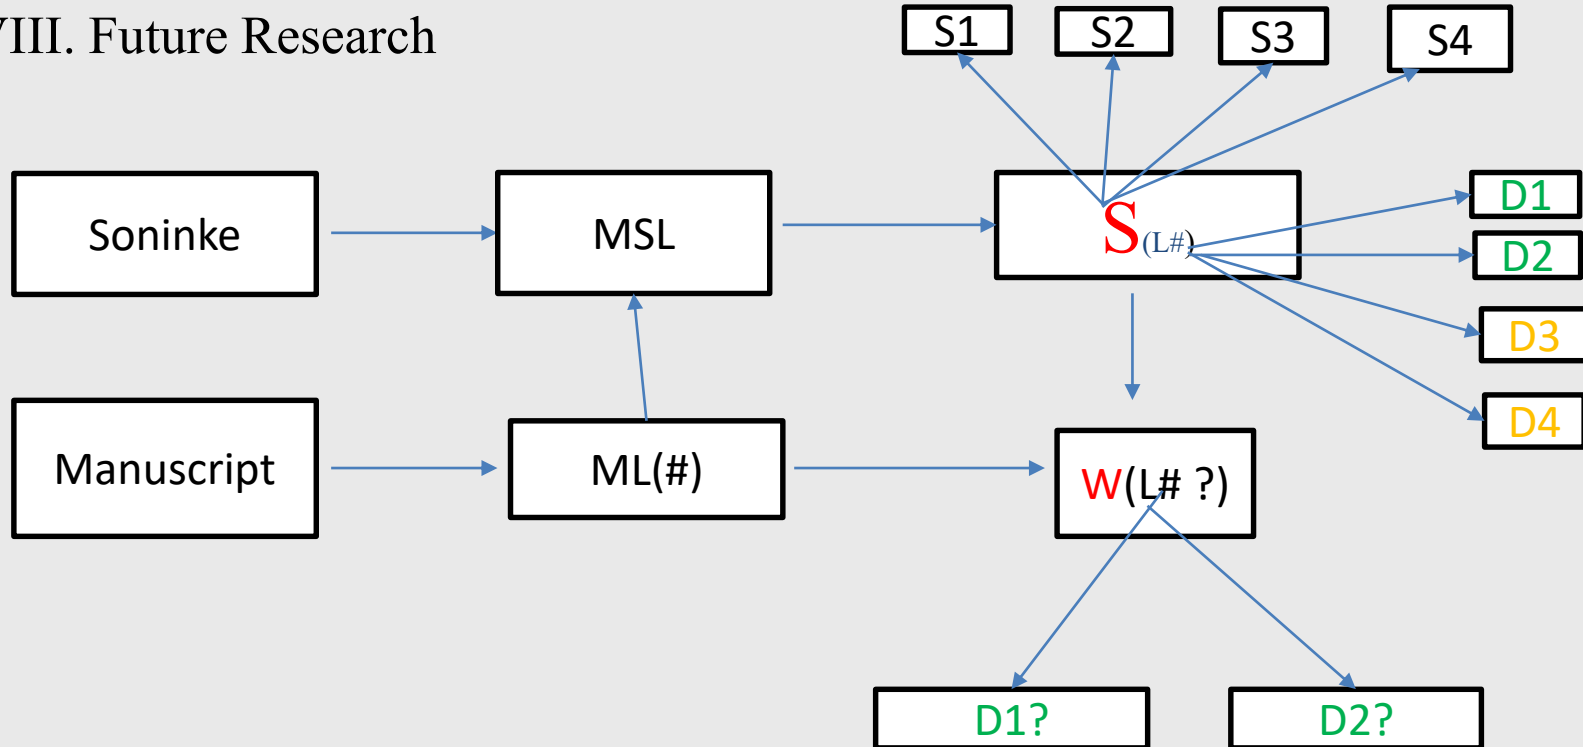 VIII. Future Research
S1
S2
S3
S4
Soninke
MSL
S(L#)
D1
D2
D3
D4
Manuscript
ML(#)
W(L# ?)
D1?
D2?